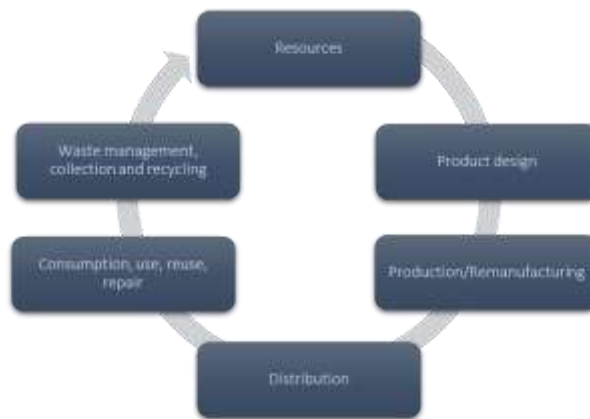 Resources
Product design
Production/Remanufacturing
Distribution
Consumption, use, reuse,
repair
Waste management,
collection and recycling